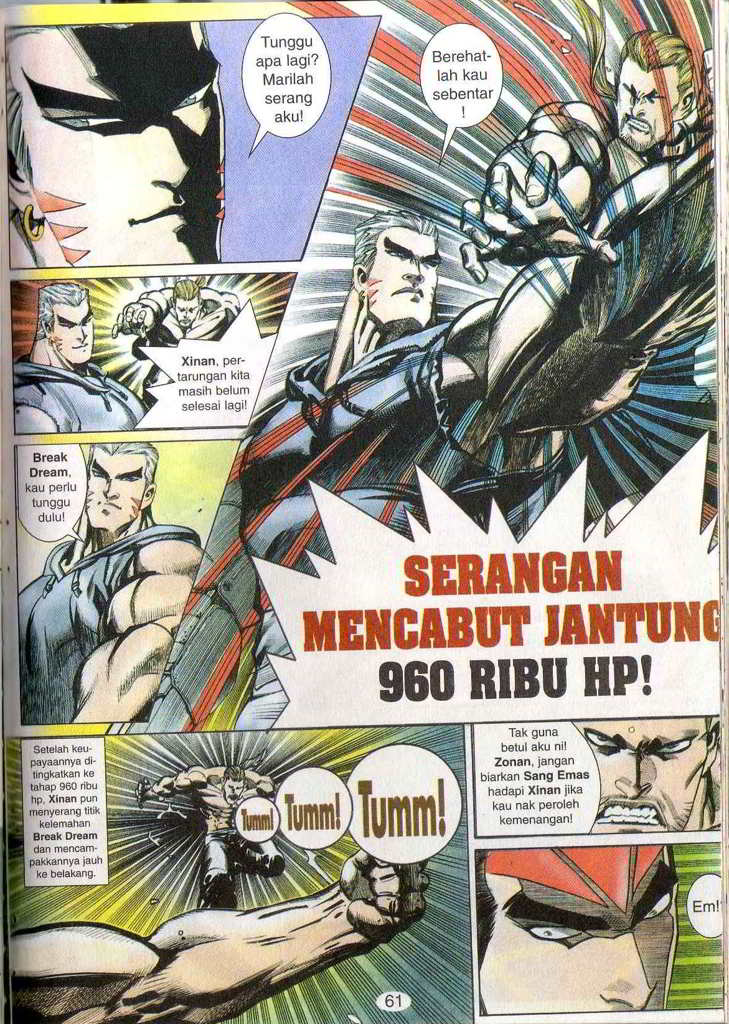 Tunggu
apa lagi?
Marilah
serang
aku!
Berehat-
lah kau
sebentar
!
Xinan, per-
tarungan kita
masih belum
selesai lagi!
Break
Dream,
kau perlu
tunggu
dulu!
SERANGAN
MENCABUT JANTUNG
960 RIBU HP!
Setelah keu-
payaannya di-
tingkatkan ke
tahap 960 ribu
hp, Xinan pun
menyerang titik
kelemahan
Break Dream
dan mencam-
pakkannya jauh
ke belakang.
Tumm!
Tumm!
Tumm!
Tak guna
betul aku ni!
Zonan, jangan
biarkan Sang Emas
hadapi Xinan jika
kau nak peroleh
kemenangan!
Em!
61